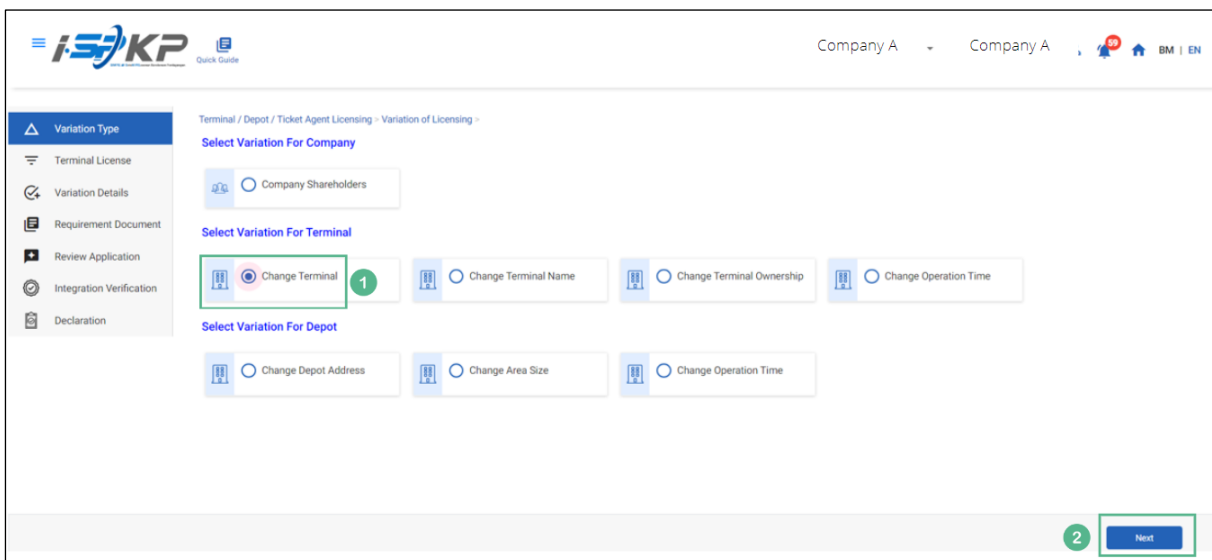 i-SPKP
Quick Guide
Company A
Company A
59
BM | EN
Variation Type
Terminal License
Variation Details
Requirement Document
Review Application
Integration Verification
Declaration
Terminal / Depot / Ticket Agent Licensing > Variation of Licensing >
Select Variation For Company
Company Shareholders
Select Variation For Terminal
Change Terminal
1
Change Terminal Name
Change Terminal Ownership
Change Operation Time
Select Variation For Depot
Change Depot Address
Change Area Size
Change Operation Time
2
Next